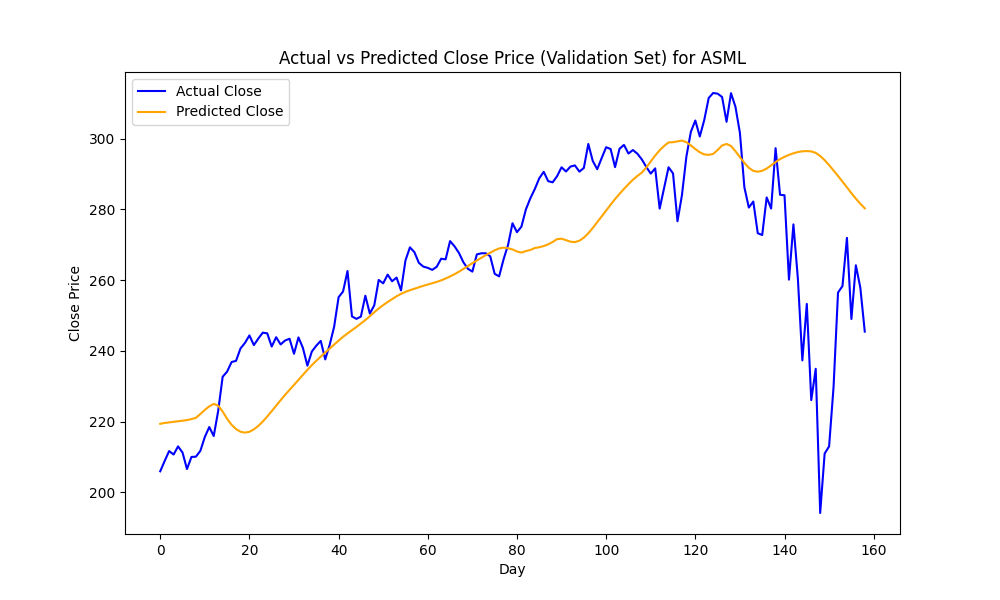 Actual vs Predicted Close Price (Validation Set) for ASML
Actual Close
Predicted Close
Close Price
300
280
260
240
220
200
0 20 40 60 80 100 120 140 160
Day